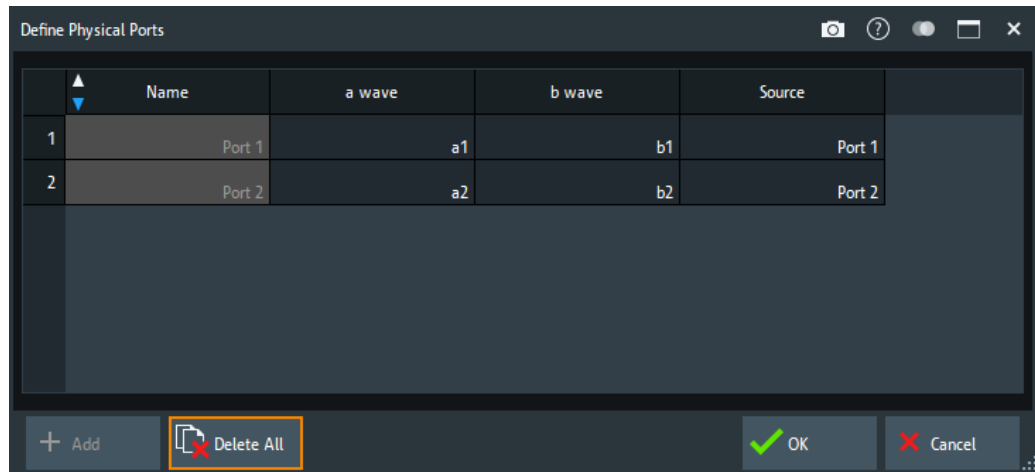 Define Physical Ports
Name a wave b wave Source
1 Port 1 a1 b1 Port 1
2 Port 2 a2 b2 Port 2
+ Add Delete All OK Cancel